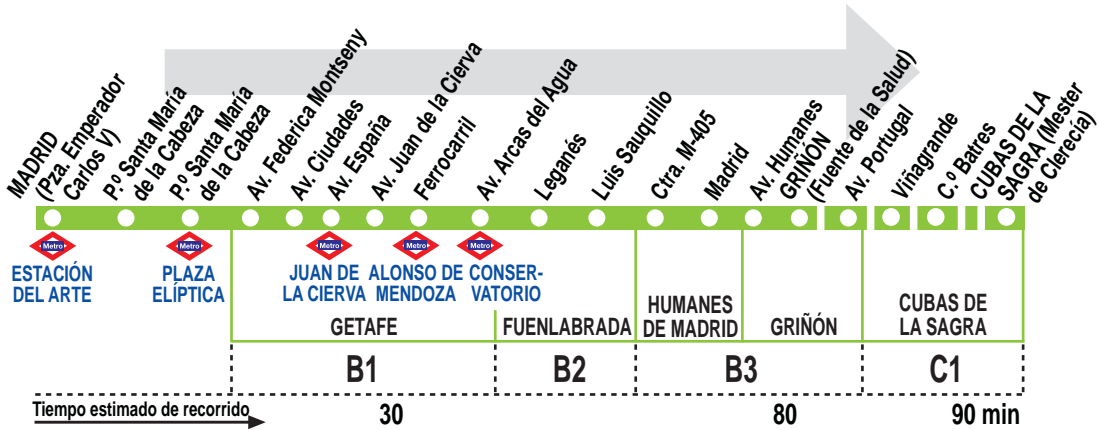 MADRID
(Pza. Emperador
Carlos V)
P.º Santa María
de la Cabeza
P.º Santa María
de la Cabeza
Av. Federica Montseny
Av. Ciudades
Av. España
Av. Juan de la Cierva
Ferrocarril
Av. Arcas del Agua
Leganés
Luis Sauquillo
Ctra. M-405
Madrid
Av. Humanes
GRIÑÓN
(Fuente de la Salud)
Av. Portugal
Viñagrande
C.º Batres
CUBAS DE LA
SAGRA (Mester
de Clerecía)
Metro
Metro
Metro
Metro
Metro
ESTACIÓN
DEL ARTE
PLAZA
ELÍPTICA
JUAN DE
LA CIERVA
ALONSO DE
MENDOZA
CONSER-
VATORIO
GETAFE
FUENLABRADA
HUMANES
DE MADRID
GRIÑÓN
CUBAS DE
LA SAGRA
B1
B2
B3
C1
Tiempo estimado de recorrido
30
80
90 min